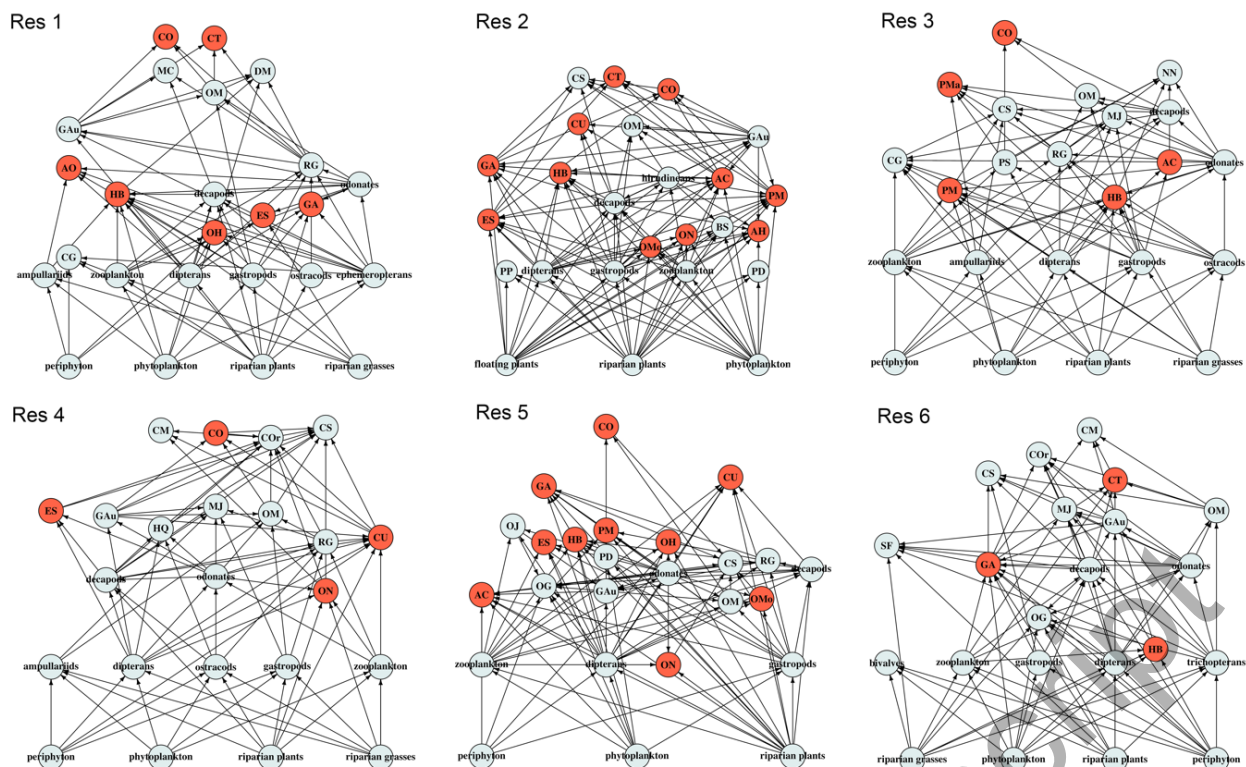 Res 1
CO CT
MC DM
OM
GAu
AO RG
HB decapods odonates
ES GA
OH
CG
ampullariids zooplankton dipterans gastropods ostracods ephemeropterans
periphyton phytoplankton riparian plants riparian grasses
Res 2
CS CT CO
CU OM GAu
GA HB hirudineans AC
decapods PM
ES BS
OMo ON AH
PP dipterans gastropods zooplankton PD
floating plants riparian plants phytoplankton
Res 3
CO
PMa NN
CS OM MJ decapods
CG PS RG AC odonates
PM HB
zooplankton ampullariids dipterans gastropods ostracods
periphyton phytoplankton riparian plants riparian grasses
Res 4
CM CO COr CS
ES GAu HQ MJ OM
RG CU
decapods odonates ON
ampullariids dipterans ostracods gastropods zooplankton
periphyton phytoplankton riparian plants riparian grasses
Res 5
CO
GA CU
OJ ES HB PM OH
PD CS RG
OG GAu odonates decapods
AC OM OMo
zooplankton dipterans ON gastropods
periphyton phytoplankton riparian plants
Res 6
CM
COr
CS CT
MJ GAu OM
SF GA decapods odonates
OG HB
bivalves zooplankton gastropods dipterans trichopterans
riparian grasses phytoplankton riparian plants periphyton
cript